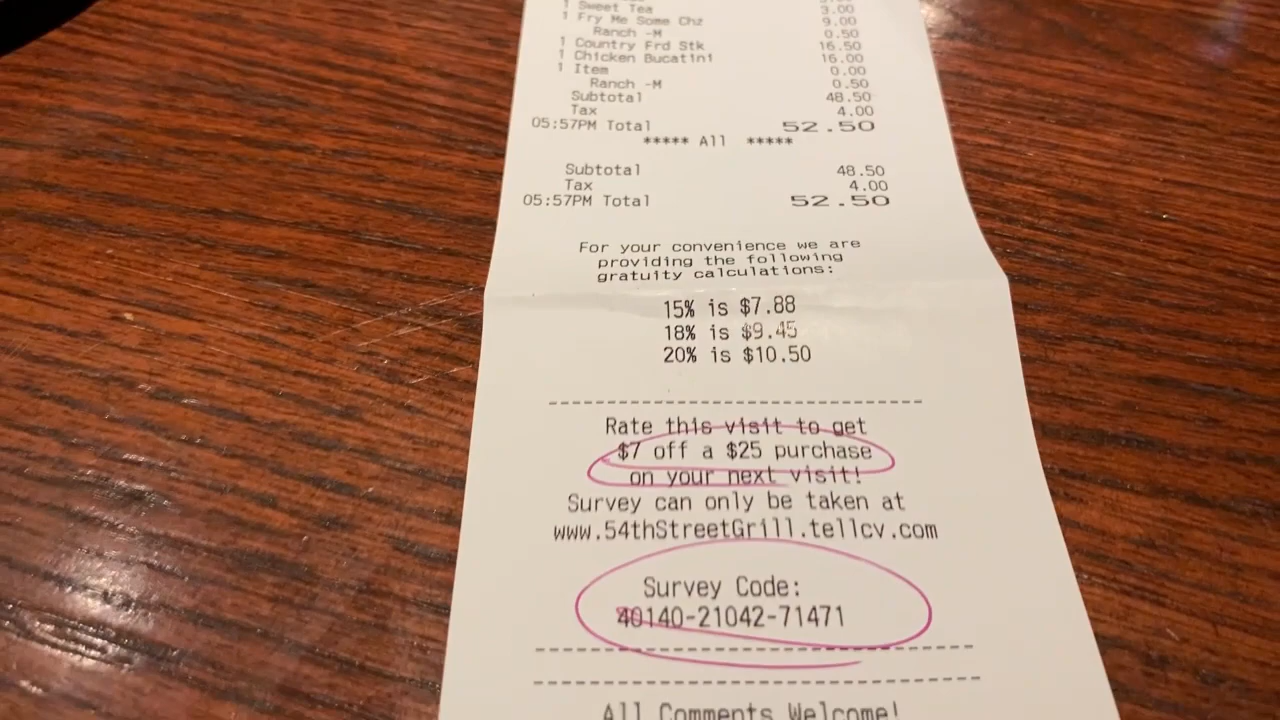 1 Sweet Tea 3.00
1 Fry Me Some Chz 9.00
Ranch -M 0.50
1 Country Frd Stk 16.50
1 Chicken Bucatini 16.00
1 Item 0.00
Ranch -M 0.50
Subtotal 48.50
Tax 4.00
05:57PM Total 52.50
***** All *****
Subtotal 48.50
Tax 4.00
05:57PM Total 52.50
For your convenience we are
providing the following
gratuity calculations:
15% is $7.88
18% is $9.45
20% is $10.50
Rate this visit to get
$7 off a $25 purchase
on your next visit!
Survey can only be taken at
www.54thStreetGrill.tellcv.com
Survey Code:
40140-21042-71471
All Comments Welcome!